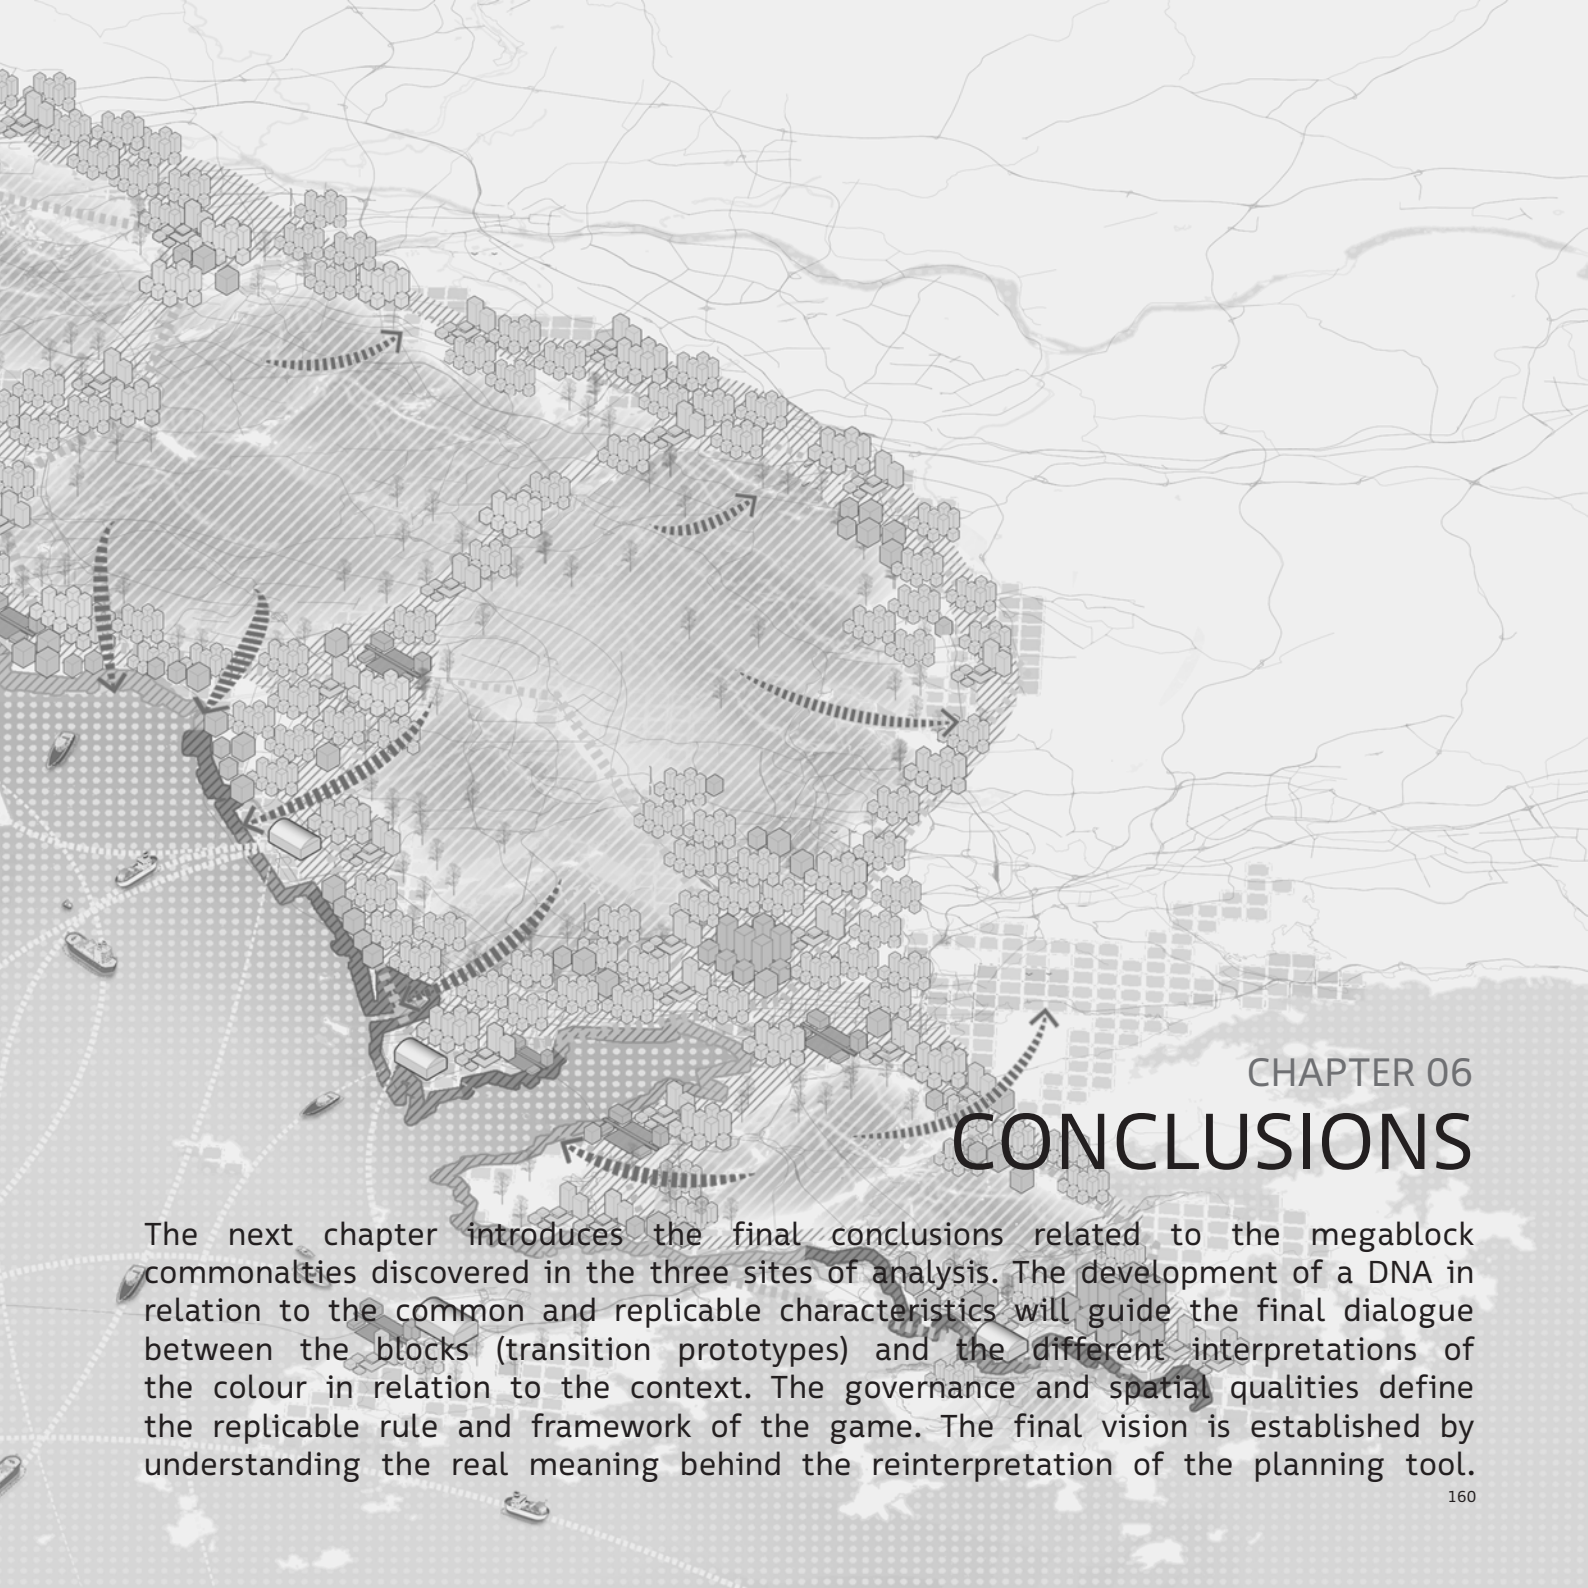 CHAPTER 06
CONCLUSIONS
The next chapter introduces the final conclusions related to the megablock
commonalties discovered in the three sites of analysis. The development of a DNA in
relation to the common and replicable characteristics will guide the final dialogue
between the blocks (transition prototypes) and the different interpretations of
the colour in relation to the context. The governance and spatial qualities define
the replicable rule and framework of the game. The final vision is established by
understanding the real meaning behind the reinterpretation of the planning tool.
160